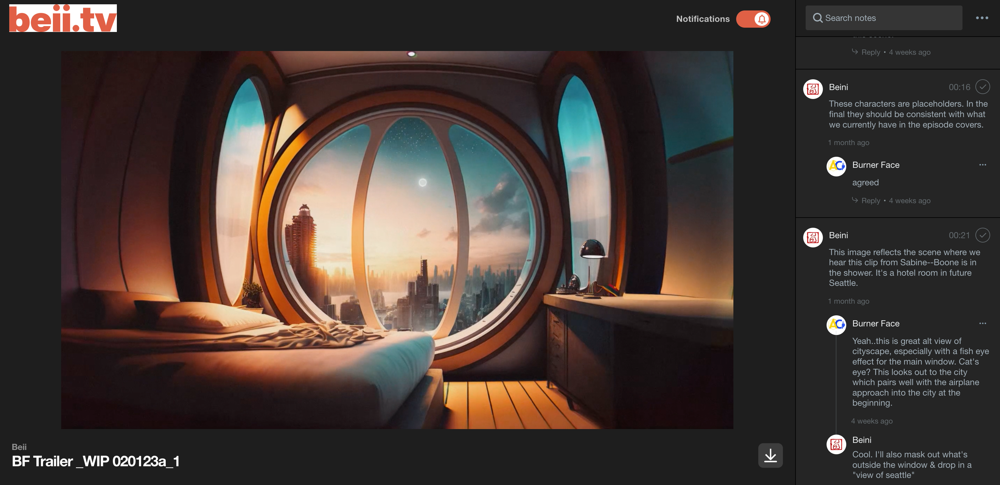 beii.tv
Notifications
Beii
BF Trailer _WIP 020123a_1
Search notes
Reply • 4 weeks ago
Beini
00:16
These characters are placeholders. In the
final they should be consistent with what
we currently have in the episode covers.
1 month ago
Burner Face
agreed
Reply • 4 weeks ago
Beini
00:21
This image reflects the scene where we
hear this clip from Sabine--Boone is in
the shower. It's a hotel room in future
Seattle.
1 month ago
Burner Face
Yeah..this is great alt view of
cityscape, especially with a fish eye
effect for the main window. Cat's
eye? This looks out to the city
which pairs well with the airplane
approach into the city at the
beginning.
4 weeks ago
Beini
Cool. I'll also mask out what's
outside the window & drop in a
"view of seattle"